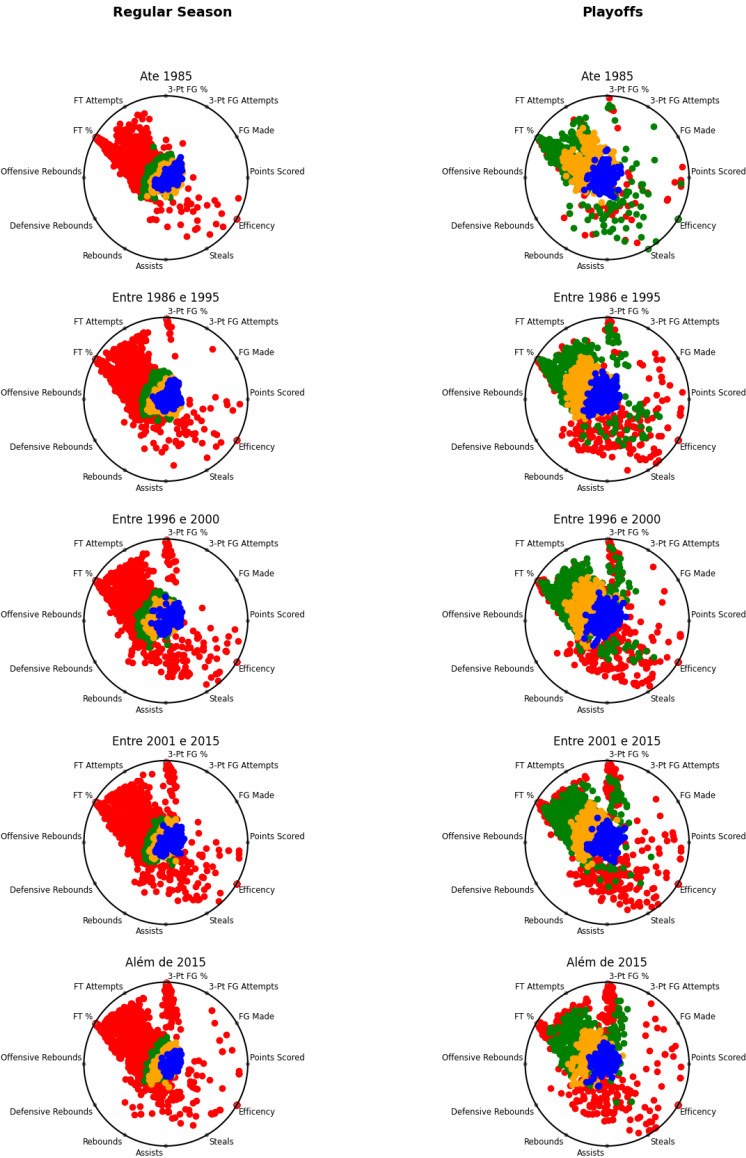 Regular Season
Playoffs
Ate 1985
3-Pt FG %
FT Attempts
3-Pt FG Attempts
FT %
FG Made
Offensive Rebounds
Points Scored
Defensive Rebounds
Efficency
Rebounds
Steals
Assists
Ate 1985
3-Pt FG %
FT Attempts
3-Pt FG Attempts
FT %
FG Made
Offensive Rebounds
Points Scored
Defensive Rebounds
Efficency
Rebounds
Steals
Assists
Entre 1986 e 1995
3-Pt FG %
FT Attempts
3-Pt FG Attempts
FT %
FG Made
Offensive Rebounds
Points Scored
Defensive Rebounds
Efficency
Rebounds
Steals
Assists
Entre 1986 e 1995
3-Pt FG %
FT Attempts
3-Pt FG Attempts
FT %
FG Made
Offensive Rebounds
Points Scored
Defensive Rebounds
Efficency
Rebounds
Steals
Assists
Entre 1996 e 2000
3-Pt FG %
FT Attempts
3-Pt FG Attempts
FT %
FG Made
Offensive Rebounds
Points Scored
Defensive Rebounds
Efficency
Rebounds
Steals
Assists
Entre 1996 e 2000
3-Pt FG %
FT Attempts
3-Pt FG Attempts
FT %
FG Made
Offensive Rebounds
Points Scored
Defensive Rebounds
Efficency
Rebounds
Steals
Assists
Entre 2001 e 2015
3-Pt FG %
FT Attempts
3-Pt FG Attempts
FT %
FG Made
Offensive Rebounds
Points Scored
Defensive Rebounds
Efficency
Rebounds
Steals
Assists
Entre 2001 e 2015
3-Pt FG %
FT Attempts
3-Pt FG Attempts
FT %
FG Made
Offensive Rebounds
Points Scored
Defensive Rebounds
Efficency
Rebounds
Steals
Assists
Além de 2015
3-Pt FG %
FT Attempts
3-Pt FG Attempts
FT %
FG Made
Offensive Rebounds
Points Scored
Defensive Rebounds
Efficency
Rebounds
Steals
Assists
Além de 2015
3-Pt FG %
FT Attempts
3-Pt FG Attempts
FT %
FG Made
Offensive Rebounds
Points Scored
Defensive Rebounds
Efficency
Rebounds
Steals
Assists